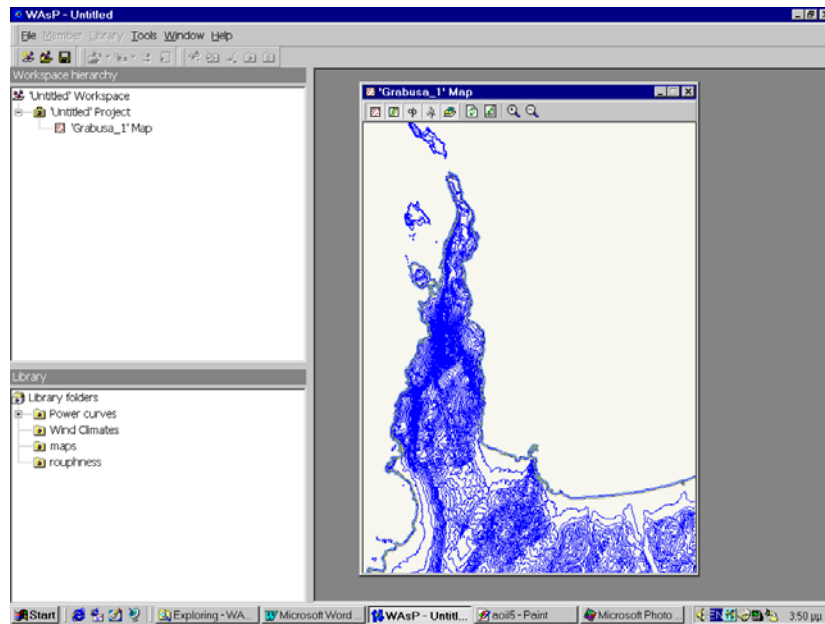 WAsP - Untitled
File Member Library Tools Window Help
Workspace hierarchy
'Untitled' Workspace
'Untitled' Project
'Grabusa_1' Map
Library
Library folders
Power curves
Wind Climates
maps
rouphness
'Grabusa_1' Map
Start
Exploring - WA...
Microsoft Word ...
WAsP - Untitl...
aoil5 - Paint
Microsoft Photo ...
EN
3:50 μμ